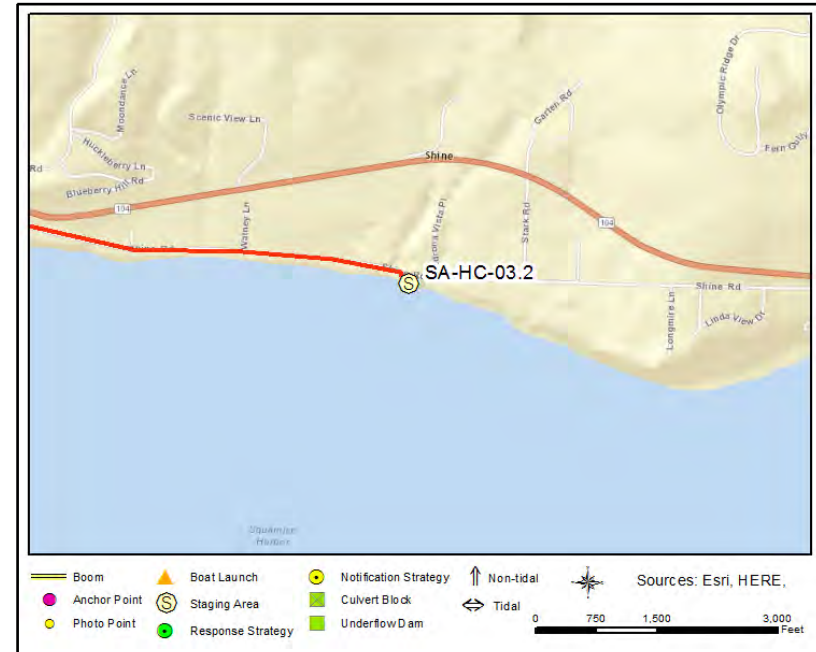 Olympic Ridge Dr
Moondance Ln
Scenic View Ln
Garten Rd
Huckleberry Ln
Shine
Fern Gully
Rd
Blueberry Hill Rd
104
Wainey Ln
Vista Pl
Stark Rd
104
SA-HC-03.2
S
Shine Rd
Longmire Ln
Linda View Dr
Squamish
Harbor
Boom
Boat Launch
Notification Strategy
Non-tidal
Sources: Esri, HERE,
Anchor Point
S
Staging Area
Culvert Block
Tidal
Photo Point
Response Strategy
Underflow Dam
0 750 1,500 3,000
Feet